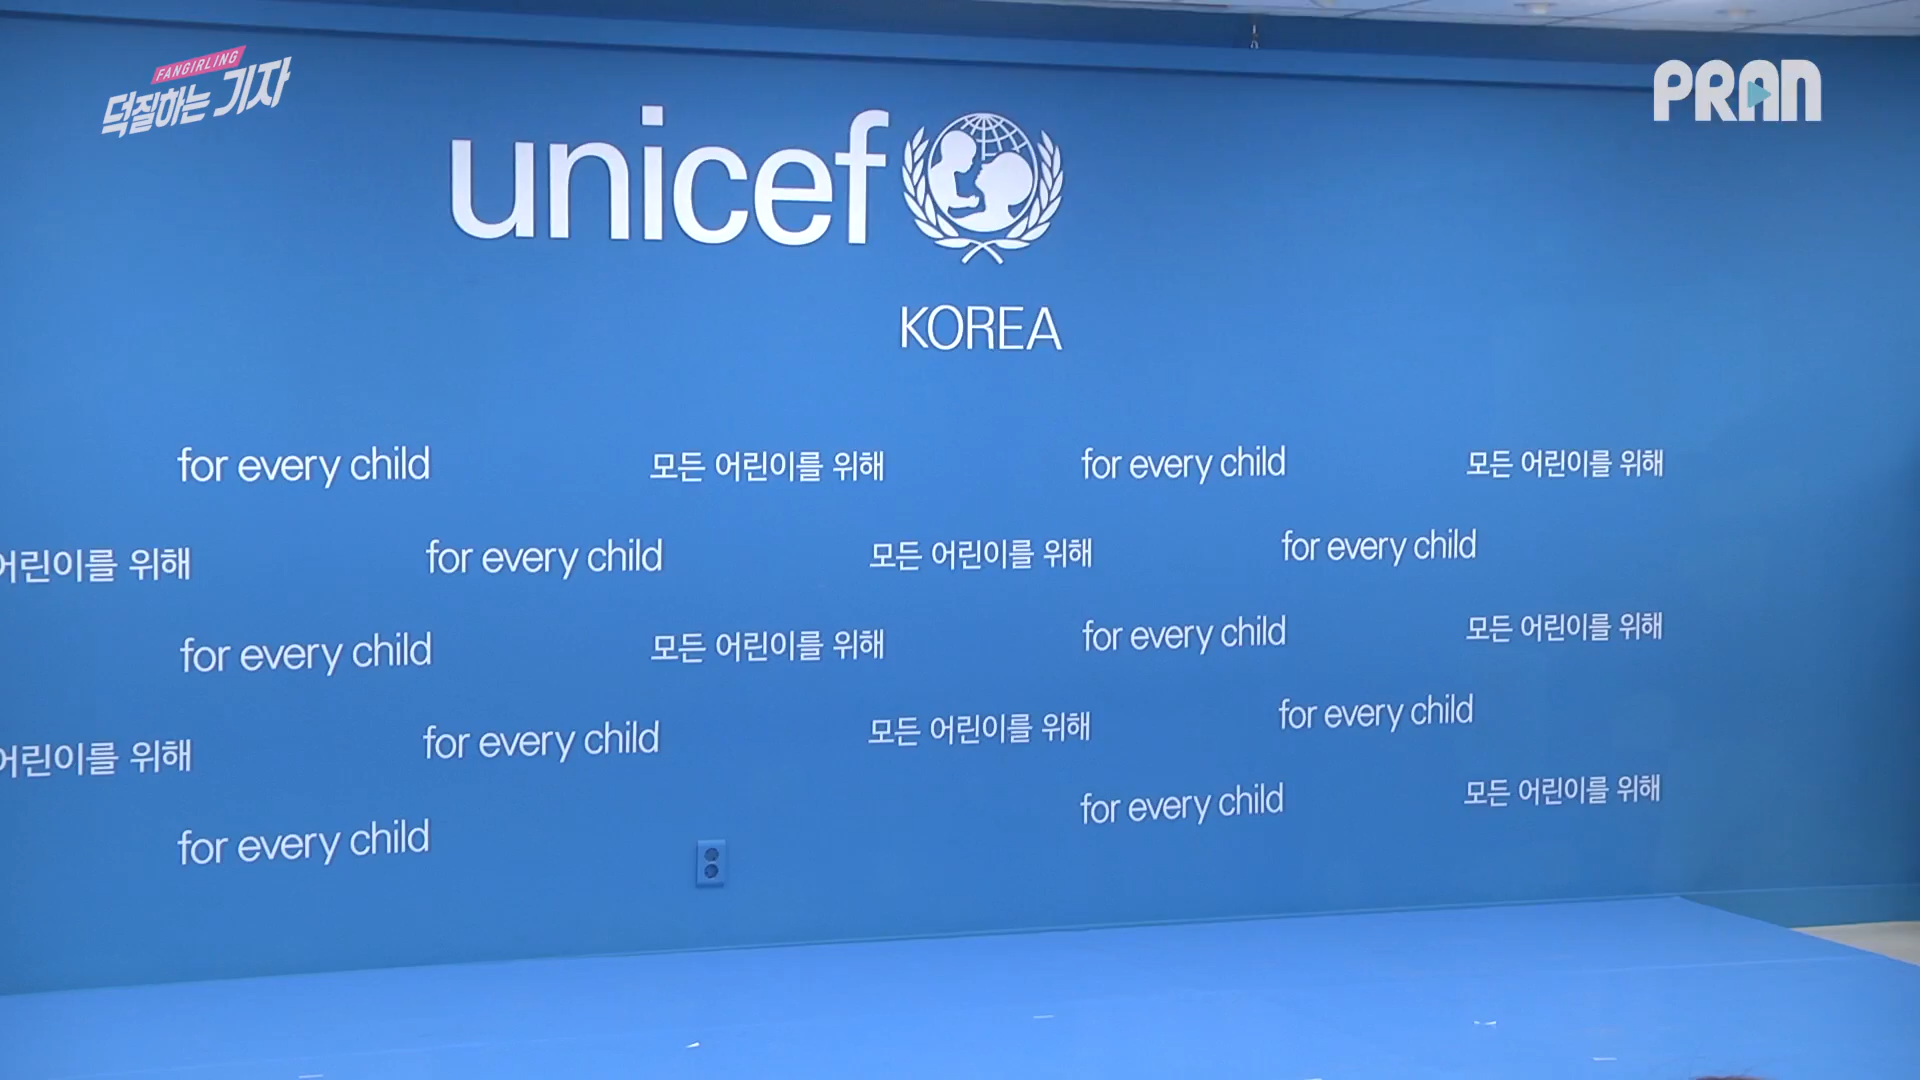 FANGIRLING
덕질하는 기자
PRAN
unicef
KOREA
for every child 모든 어린이를 위해 for every child 모든 어린이를 위해
어린이를 위해 for every child 모든 어린이를 위해 for every child
for every child 모든 어린이를 위해 for every child 모든 어린이를 위해
어린이를 위해 for every child 모든 어린이를 위해 for every child
for every child for every child 모든 어린이를 위해